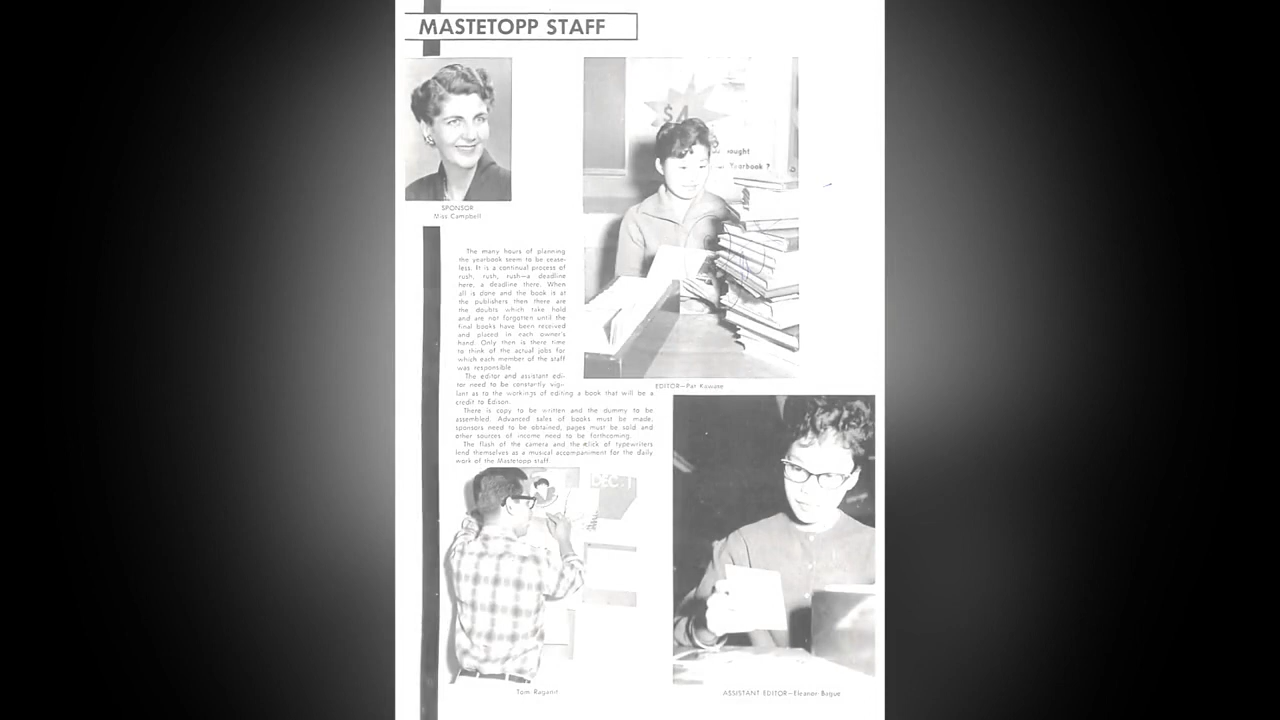 MASTETOPP STAFF
SPONSOR
Miss Campbell
$4
ought
Yearbook ?
The many hours of planning
the yearbook seem to be cease-
less. It is a continual process of
rush, rush, rush—a deadline
here, a deadline there. When
all is done and the book is at
the publishers then there are
the doubts which take hold
and are not forgotten until the
final books have been received
and placed in each owner's
hand. Only then is there time
to think of the actual jobs for
which each member of the staff
was responsible
The editor and assistant edi-
tor need to be constantly vigi-
lant as to the workings of editing a book that will be a
credit to Edison.
There is copy to be written and the dummy to be
assembled. Advanced sales of books must be made,
sponsors need to be obtained, pages must be sold and
other sources of income need to be forthcoming.
The flash of the camera and the click of typewriters
lend themselves as a musical accompaniment for the daily
work of the Mastetopp staff.
EDITOR—Pat Kuwase
DEC. 1
Tom Raganit
ASSISTANT EDITOR—Eleanor Bague